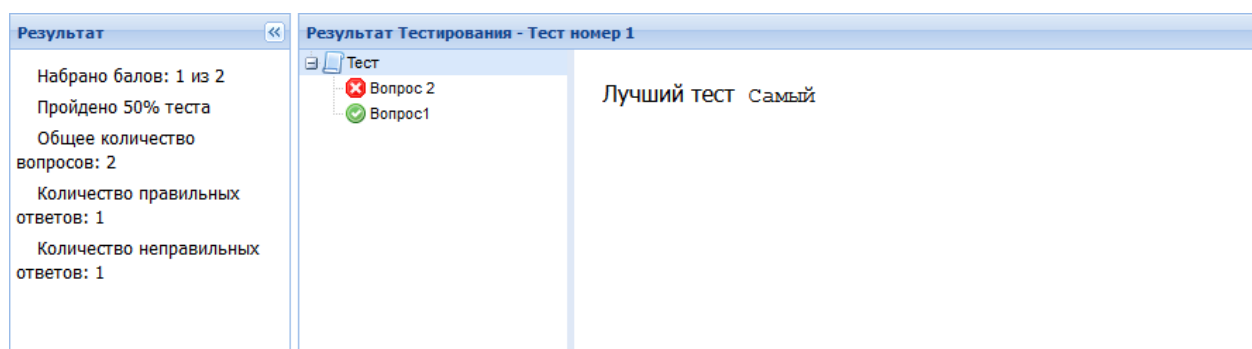 Результат
Набрано балов: 1 из 2
Пройдено 50% теста
Общее количество
вопросов: 2
Количество правильных
ответов: 1
Количество неправильных
ответов: 1
Результат Тестирования - Тест номер 1
Тест
Вопрос 2
Вопрос1
Лучший тест Самый